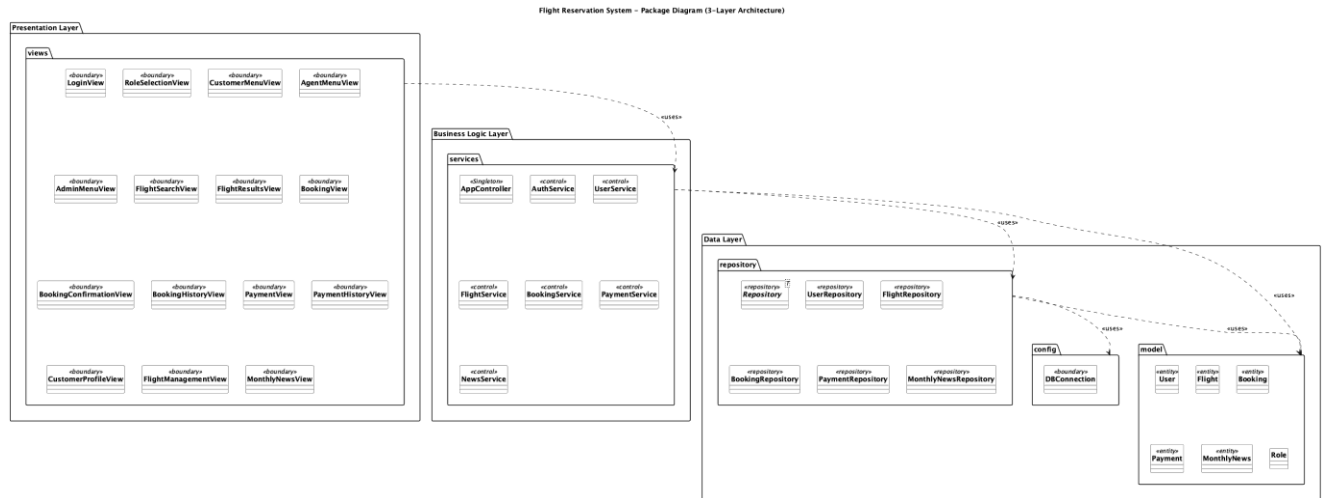 Flight Reservation System - Package Diagram (3-Layer Architecture)
Presentation Layer
views
«boundary» «boundary» «boundary» «boundary»
LoginView RoleSelectionView CustomerMenuView AgentMenuView
«boundary» «boundary» «boundary» «boundary»
AdminMenuView FlightSearchView FlightResultsView BookingView
«boundary» «boundary» «boundary» «boundary»
BookingConfirmationView BookingHistoryView PaymentView PaymentHistoryView
«boundary» «boundary» «boundary»
CustomerProfileView FlightManagementView MonthlyNewsView
«uses»
Business Logic Layer
services
«Singleton» «control» «control»
AppController AuthService UserService
«control» «control» «control»
FlightService BookingService PaymentService
«control»
NewsService
«uses»
«uses»
Data Layer
repository
«repository» «repository» «repository»
Repository T UserRepository FlightRepository
«repository» «repository» «repository»
BookingRepository PaymentRepository MonthlyNewsRepository
«uses»
«uses»
config
«boundary»
DBConnection
model
«entity» «entity» «entity»
User Flight Booking
«entity» «entity»
Payment MonthlyNews Role